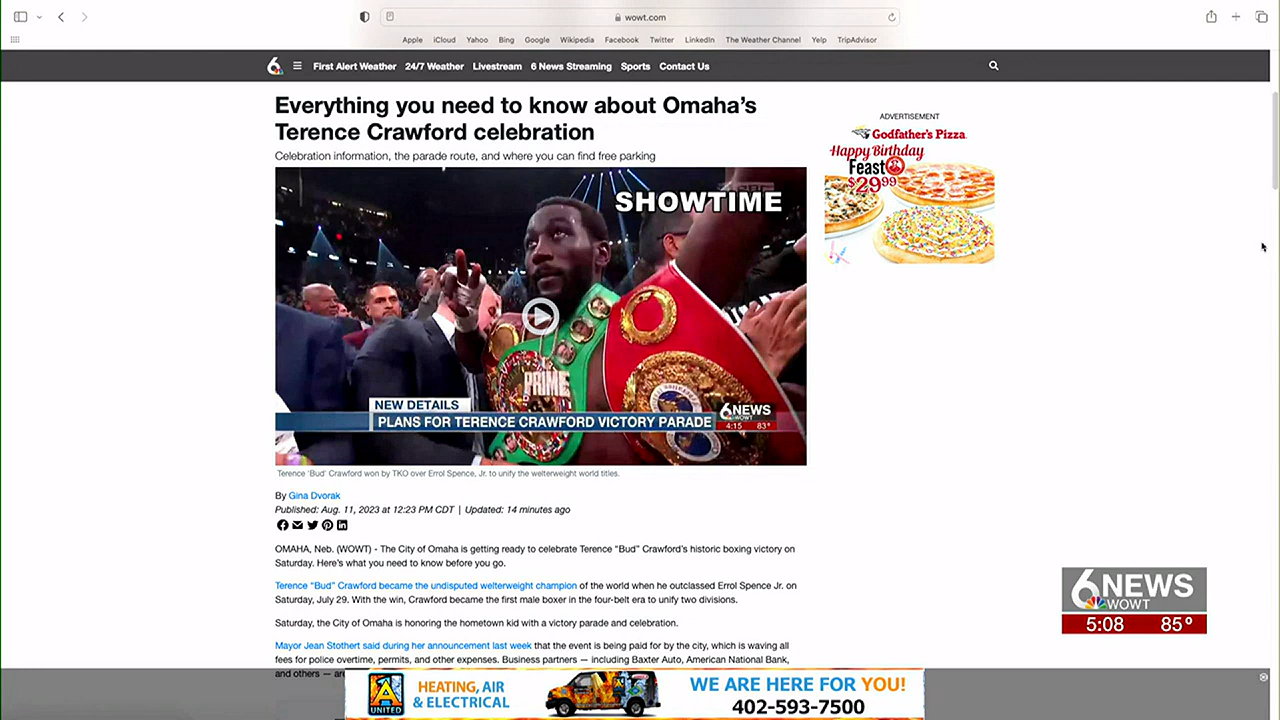 wowt.com
Apple iCloud Yahoo Bing Google Wikipedia Facebook Twitter LinkedIn The Weather Channel Yelp TripAdvisor
6 First Alert Weather 24/7 Weather Livestream 6 News Streaming Sports Contact Us
Everything you need to know about Omaha's
Terence Crawford celebration
Celebration information, the parade route, and where you can find free parking
SHOWTIME
PRIME
NEW DETAILS
PLANS FOR TERENCE CRAWFORD VICTORY PARADE
6 NEWS
WOWT
4:15 83°
Terence 'Bud' Crawford won by TKO over Errol Spence, Jr. to unify the welterweight world titles.
By Gina Dvorak
Published: Aug. 11, 2023 at 12:23 PM CDT | Updated: 14 minutes ago
OMAHA, Neb. (WOWT) - The City of Omaha is getting ready to celebrate Terence “Bud” Crawford's historic boxing victory on
Saturday. Here's what you need to know before you go.
Terence “Bud” Crawford became the undisputed welterweight champion of the world when he outclassed Errol Spence Jr. on
Saturday, July 29. With the win, Crawford became the first male boxer in the four-belt era to unify two divisions.
Saturday, the City of Omaha is honoring the hometown kid with a victory parade and celebration.
Mayor Jean Stothert said during her announcement last week that the event is being paid for by the city, which is waving all
fees for police overtime, permits, and other expenses. Business partners — including Baxter Auto, American National Bank,
and others — are
ADVERTISEMENT
Godfather's Pizza
Happy Birthday
Feast
$29.99
6 NEWS
WOWT
5:08 85°
A
UNITED
HEATING, AIR
& ELECTRICAL
WE ARE HERE FOR YOU!
402-593-7500